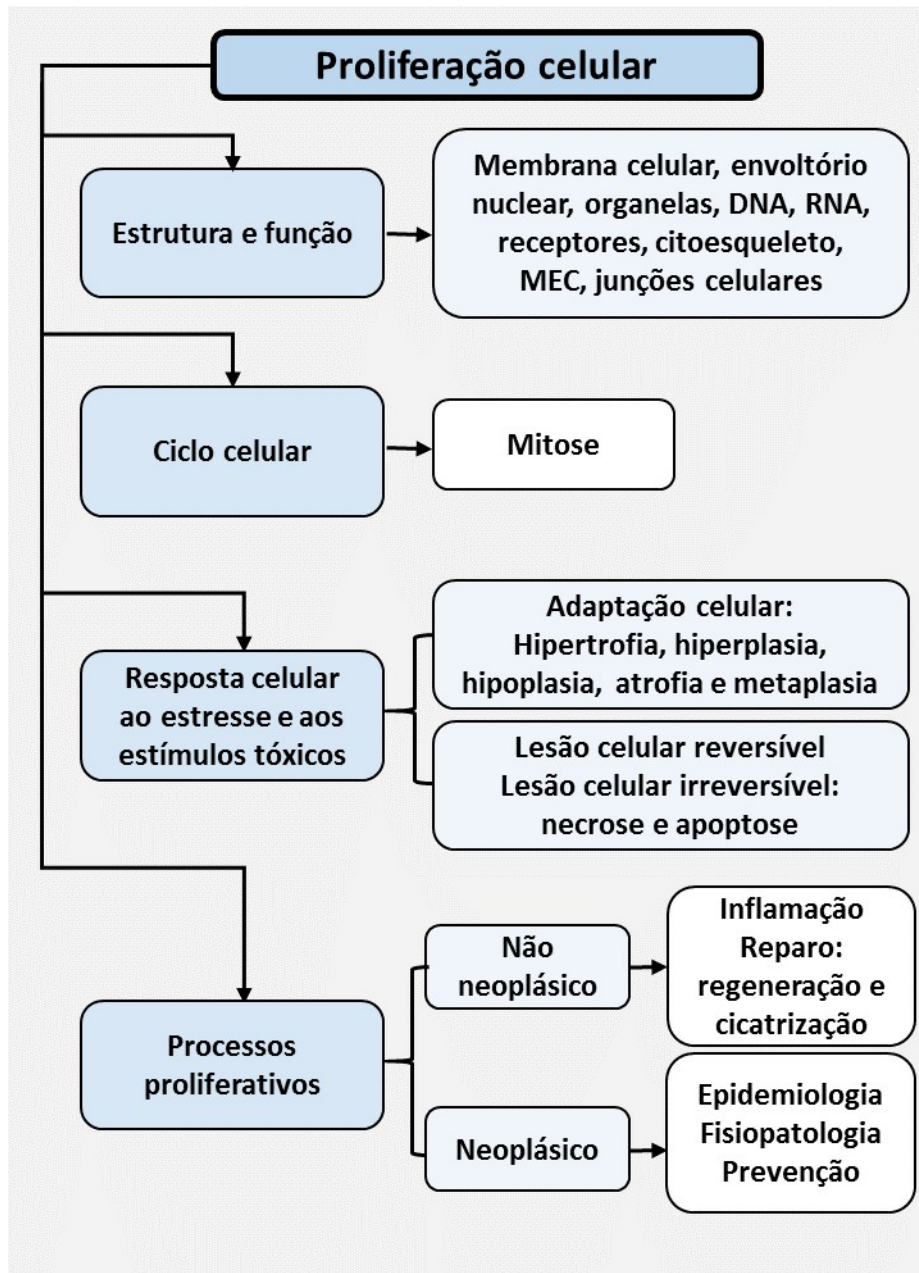 Proliferação celular
Estrutura e função
Membrana celular, envoltório
nuclear, organelas, DNA, RNA,
receptores, citoesqueleto,
MEC, junções celulares
Ciclo celular
Mitose
Resposta celular
ao estresse e aos
estímulos tóxicos
Adaptação celular:
Hipertrofia, hiperplasia,
hipoplasia, atrofia e metaplasia
Lesão celular reversível
Lesão celular irreversível:
necrose e apoptose
Processos
proliferativos
Não
neoplásico
Inflamação
Reparo:
regeneração e
cicatrização
Neoplásico
Epidemiologia
Fisiopatologia
Prevenção